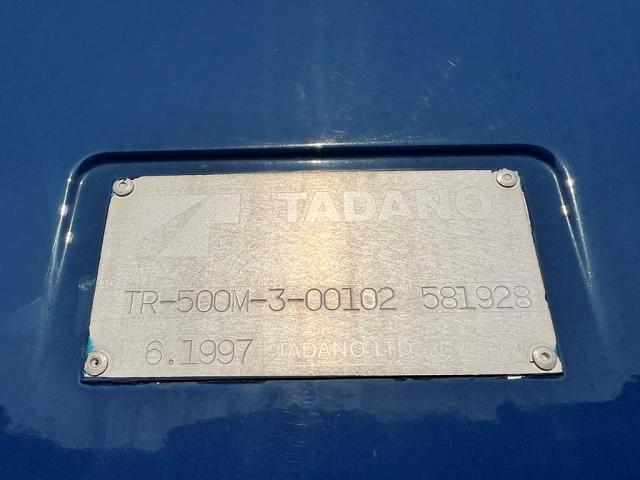 TADANO
TR-500M-3-00102 581928
6.1997 TADANO LTD.